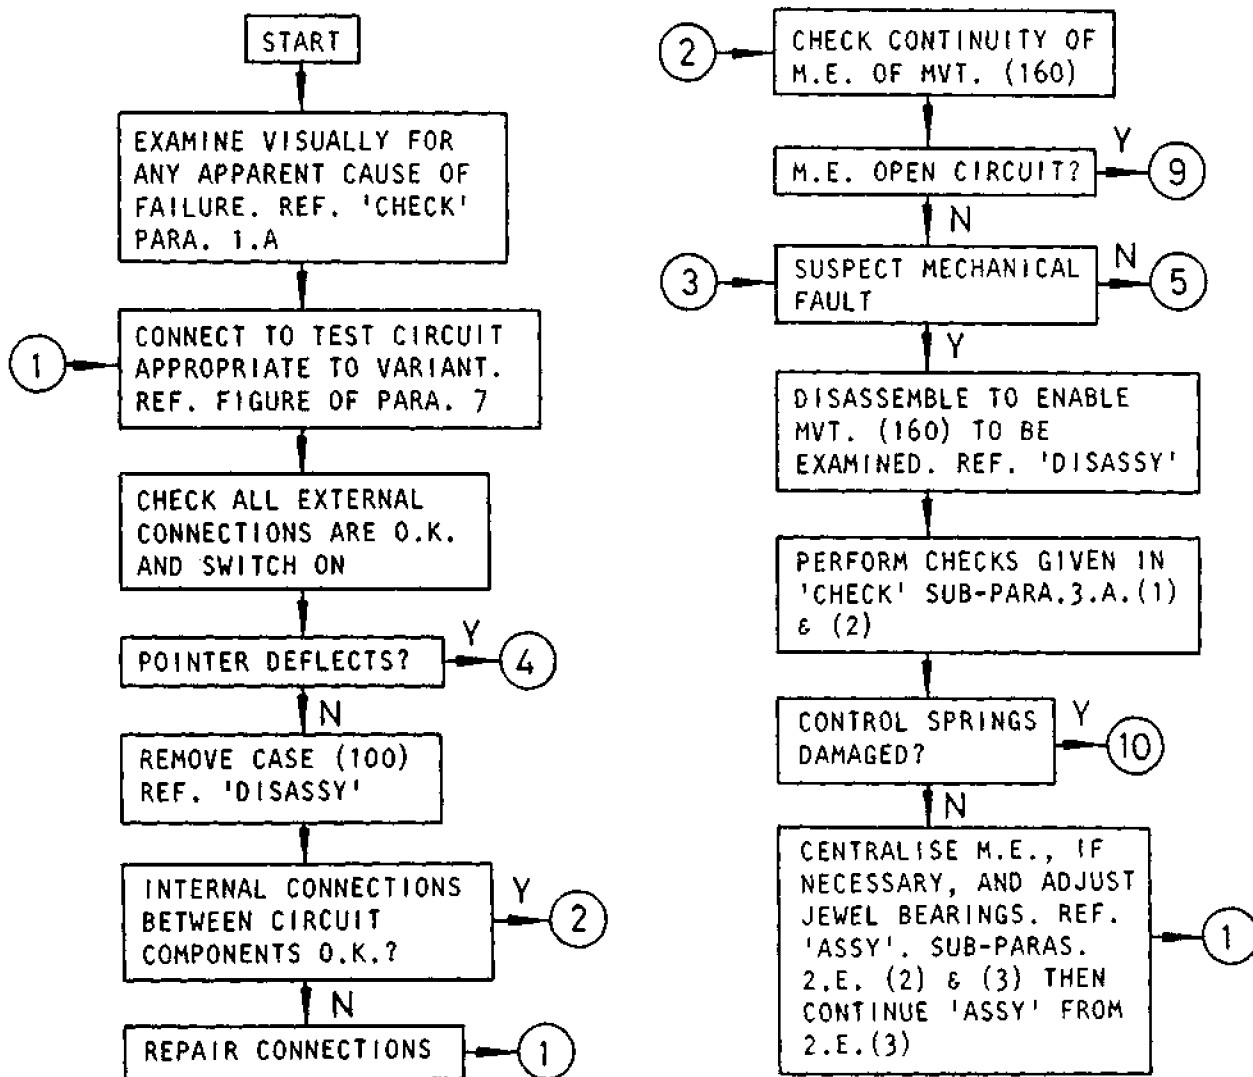 START
EXAMINE VISUALLY FOR
ANY APPARENT CAUSE OF
FAILURE. REF. 'CHECK'
PARA. 1.A
1
CONNECT TO TEST CIRCUIT
APPROPRIATE TO VARIANT.
REF. FIGURE OF PARA. 7
CHECK ALL EXTERNAL
CONNECTIONS ARE O.K.
AND SWITCH ON
POINTER DEFLECTS?
Y
4
N
REMOVE CASE (100)
REF. 'DISASSY'
INTERNAL CONNECTIONS
BETWEEN CIRCUIT
COMPONENTS O.K.?
Y
2
N
REPAIR CONNECTIONS
1
2
CHECK CONTINUITY OF
M.E. OF MVT. (160)
M.E. OPEN CIRCUIT?
Y
9
N
3
SUSPECT MECHANICAL
FAULT
N
5
Y
DISASSEMBLE TO ENABLE
MVT. (160) TO BE
EXAMINED. REF. 'DISASSY'
PERFORM CHECKS GIVEN IN
'CHECK' SUB-PARA.3.A.(1)
& (2)
CONTROL SPRINGS
DAMAGED?
Y
10
N
CENTRALISE M.E., IF
NECESSARY, AND ADJUST
JEWEL BEARINGS. REF.
'ASSY'. SUB-PARAS.
2.E. (2) & (3) THEN
CONTINUE 'ASSY' FROM
2.E.(3)
1